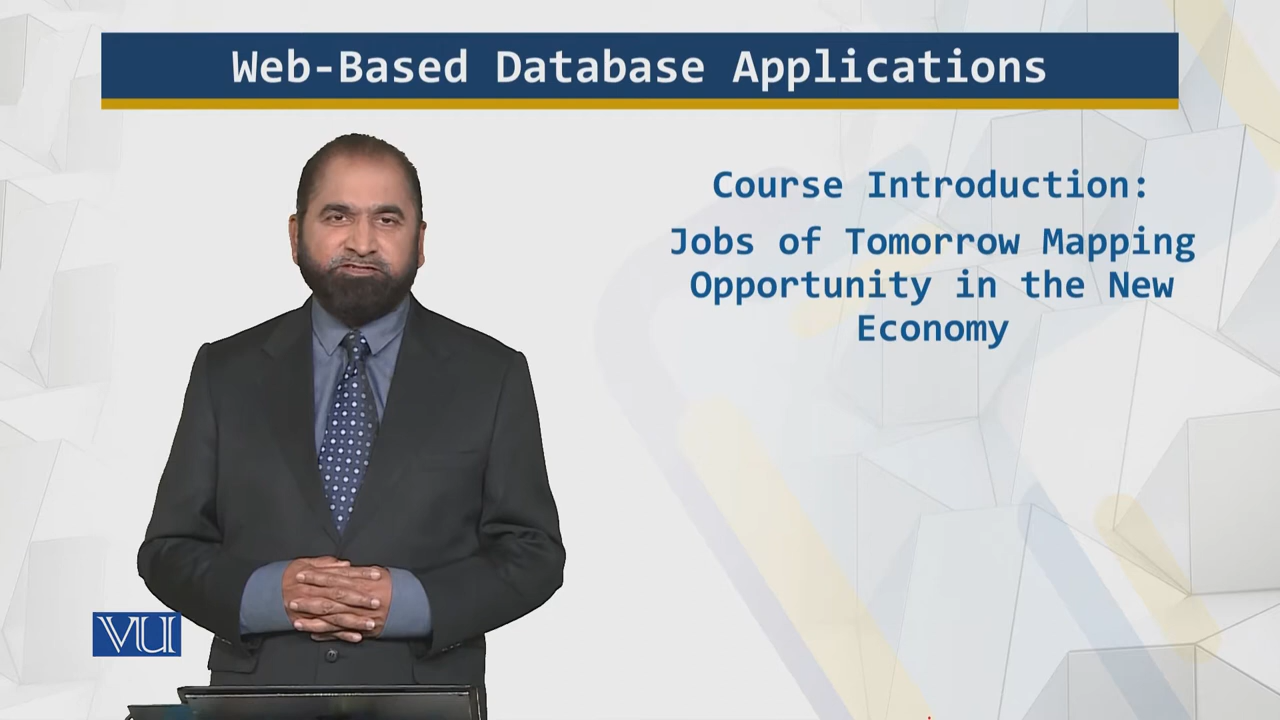 Web-Based Database Applications
Course Introduction:
Jobs of Tomorrow Mapping
Opportunity in the New
Economy
VU